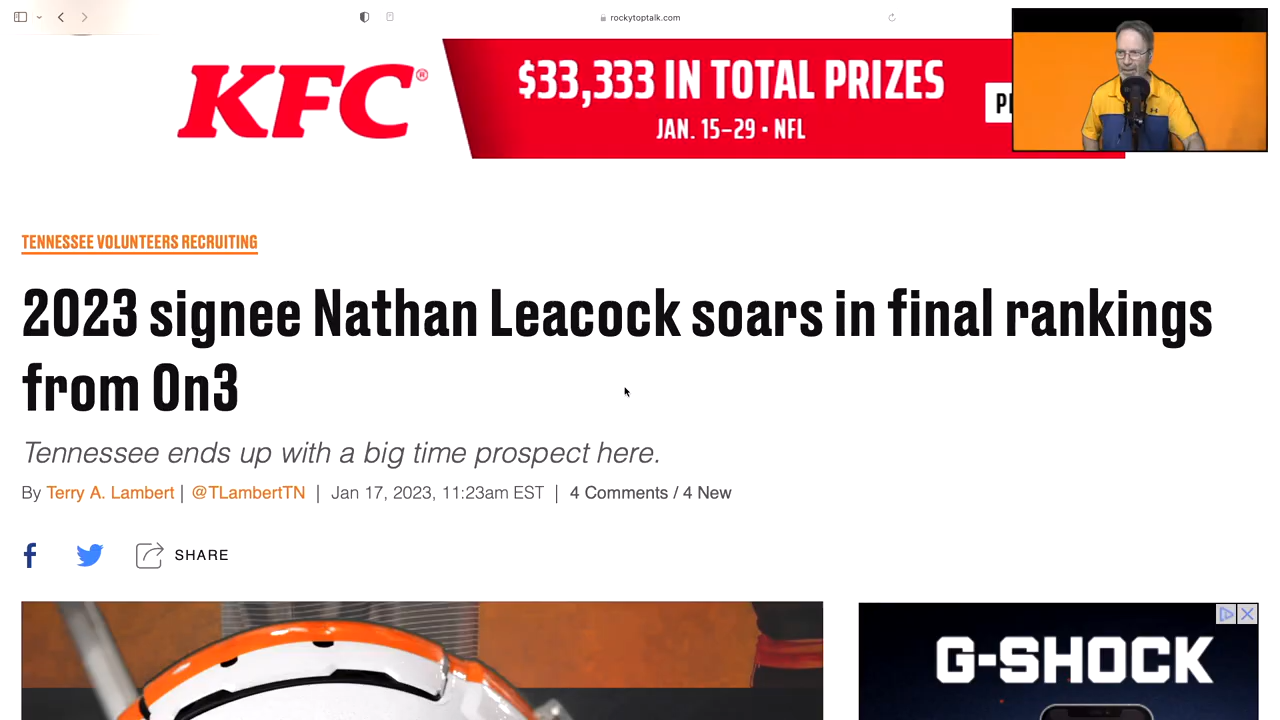 rockytoptalk.com
KFC®
$33,333 IN TOTAL PRIZES
JAN. 15–29 • NFL
TENNESSEE VOLUNTEERS RECRUITING
2023 signee Nathan Leacock soars in final rankings
from On3
Tennessee ends up with a big time prospect here.
By Terry A. Lambert | @TLambertTN | Jan 17, 2023, 11:23am EST | 4 Comments / 4 New
SHARE
G-SHOCK